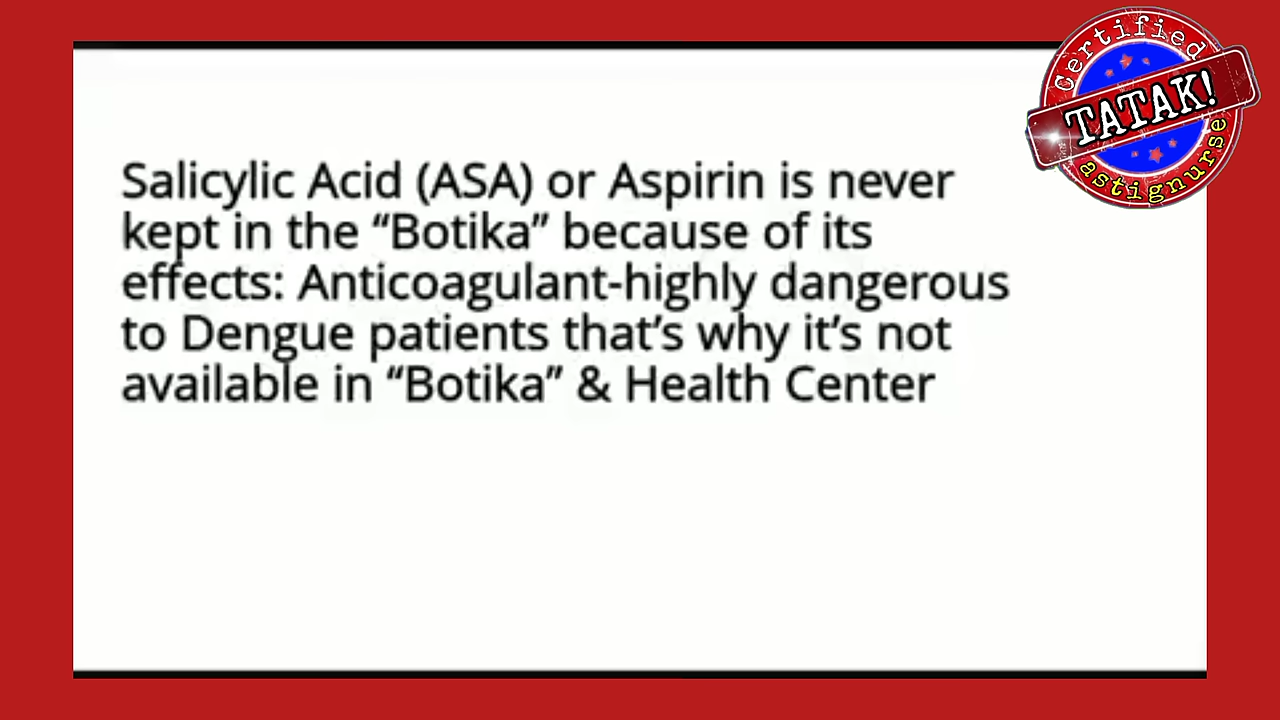 Certified
TATAK!
astignurse
Salicylic Acid (ASA) or Aspirin is never
kept in the “Botika” because of its
effects: Anticoagulant-highly dangerous
to Dengue patients that’s why it’s not
available in “Botika” & Health Center